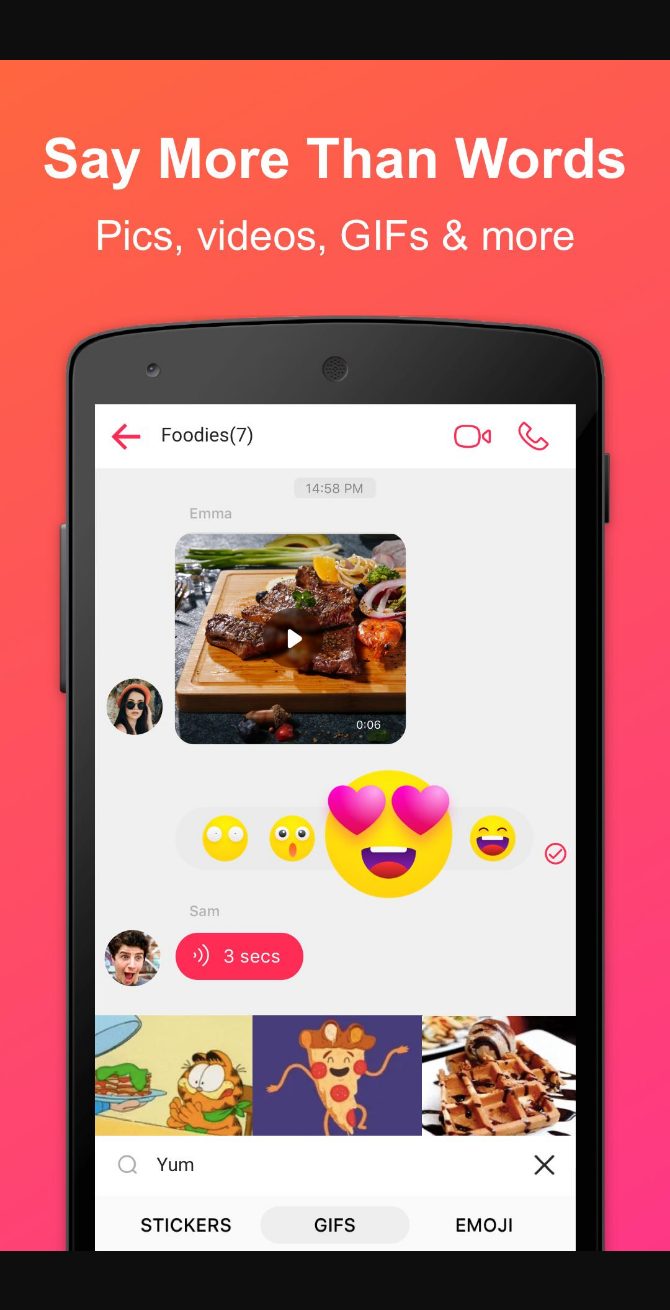 Say More Than Words
Pics, videos, GIFs & more
Foodies(7)
14:58 PM
Emma
0:06
Sam
3 secs
Yum
STICKERS GIFS EMOJI